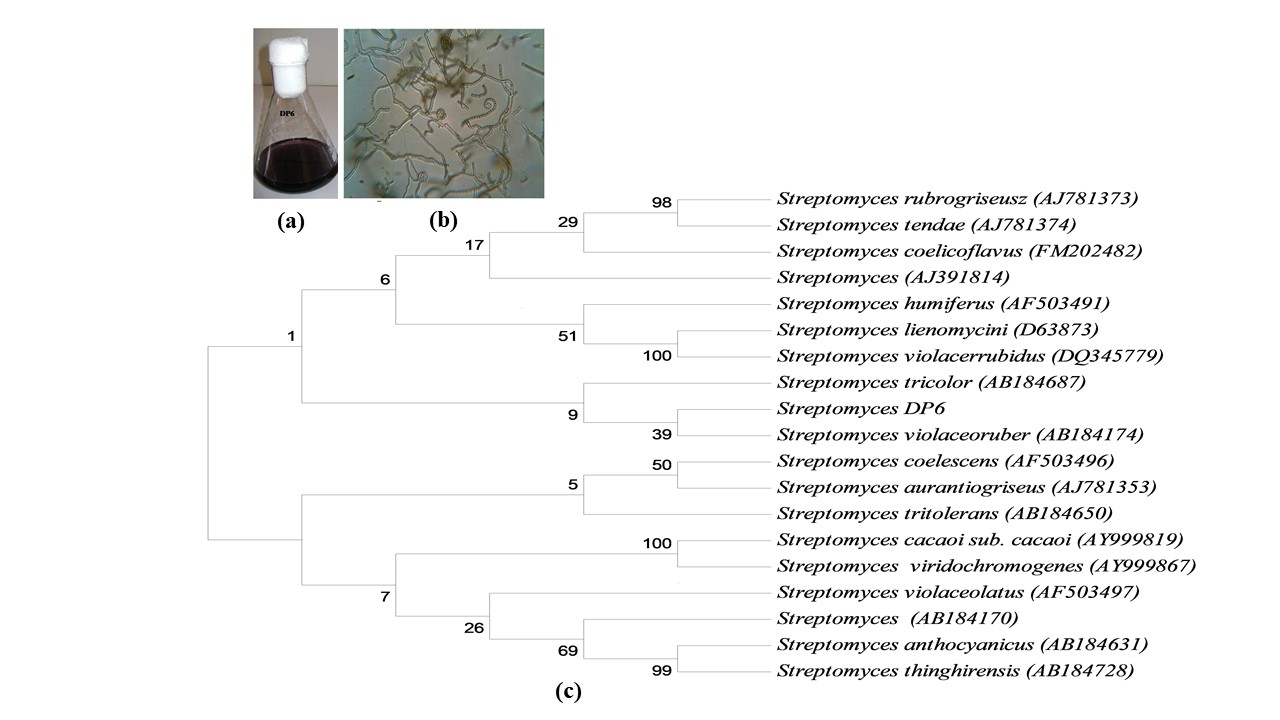 DP6
(a)
(b)
98
Streptomyces rubrogriseusz (AJ781373)
29
Streptomyces tendae (AJ781374)
17
Streptomyces coelicoflavus (FM202482)
6
Streptomyces (AJ391814)
Streptomyces humiferus (AF503491)
1
51
Streptomyces lienomycini (D63873)
100
Streptomyces violacerrubidus (DQ345779)
Streptomyces tricolor (AB184687)
9
Streptomyces DP6
39
Streptomyces violaceoruber (AB184174)
50
Streptomyces coelescens (AF503496)
5
Streptomyces aurantiogriseus (AJ781353)
Streptomyces tritolerans (AB184650)
100
Streptomyces cacaoi sub. cacaoi (AY999819)
Streptomyces viridochromogenes (AY999867)
7
Streptomyces violaceolatus (AF503497)
26
Streptomyces (AB184170)
69
Streptomyces anthocyanicus (AB184631)
99
Streptomyces thinghirensis (AB184728)
(c)